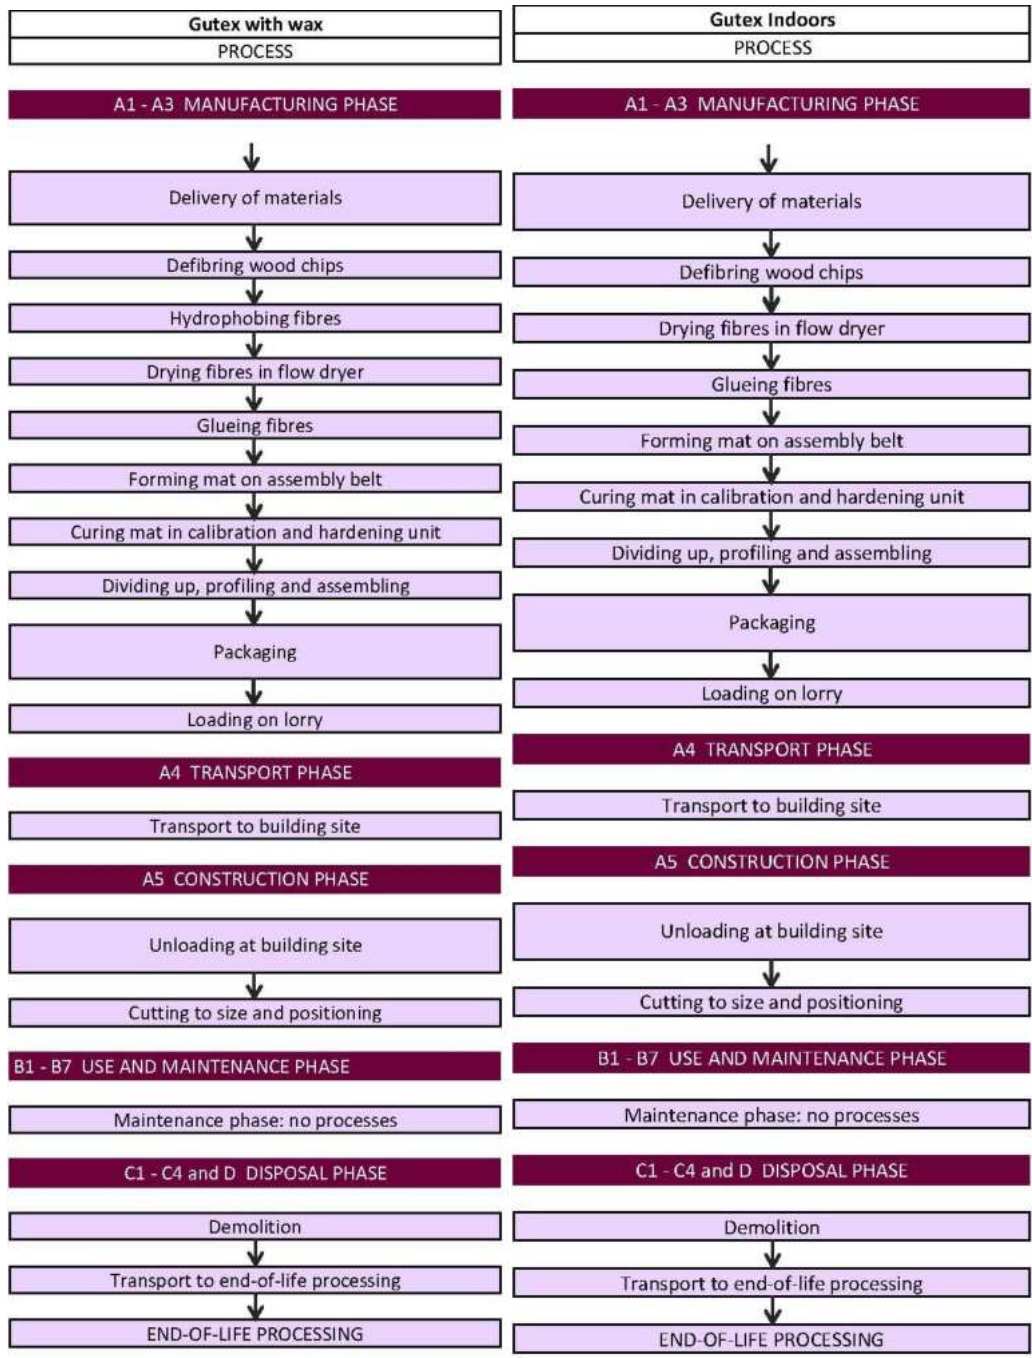 Gutex with wax
PROCESS
A1 - A3 MANUFACTURING PHASE
Delivery of materials
Defibring wood chips
Hydrophobing fibres
Drying fibres in flow dryer
Glueing fibres
Forming mat on assembly belt
Curing mat in calibration and hardening unit
Dividing up, profiling and assembling
Packaging
Loading on lorry
A4 TRANSPORT PHASE
Transport to building site
A5 CONSTRUCTION PHASE
Unloading at building site
Cutting to size and positioning
B1 - B7 USE AND MAINTENANCE PHASE
Maintenance phase: no processes
C1 - C4 and D DISPOSAL PHASE
Demolition
Transport to end-of-life processing
END-OF-LIFE PROCESSING
Gutex Indoors
PROCESS
A1 - A3 MANUFACTURING PHASE
Delivery of materials
Defibring wood chips
Drying fibres in flow dryer
Glueing fibres
Forming mat on assembly belt
Curing mat in calibration and hardening unit
Dividing up, profiling and assembling
Packaging
Loading on lorry
A4 TRANSPORT PHASE
Transport to building site
A5 CONSTRUCTION PHASE
Unloading at building site
Cutting to size and positioning
B1 - B7 USE AND MAINTENANCE PHASE
Maintenance phase: no processes
C1 - C4 and D DISPOSAL PHASE
Demolition
Transport to end-of-life processing
END-OF-LIFE PROCESSING